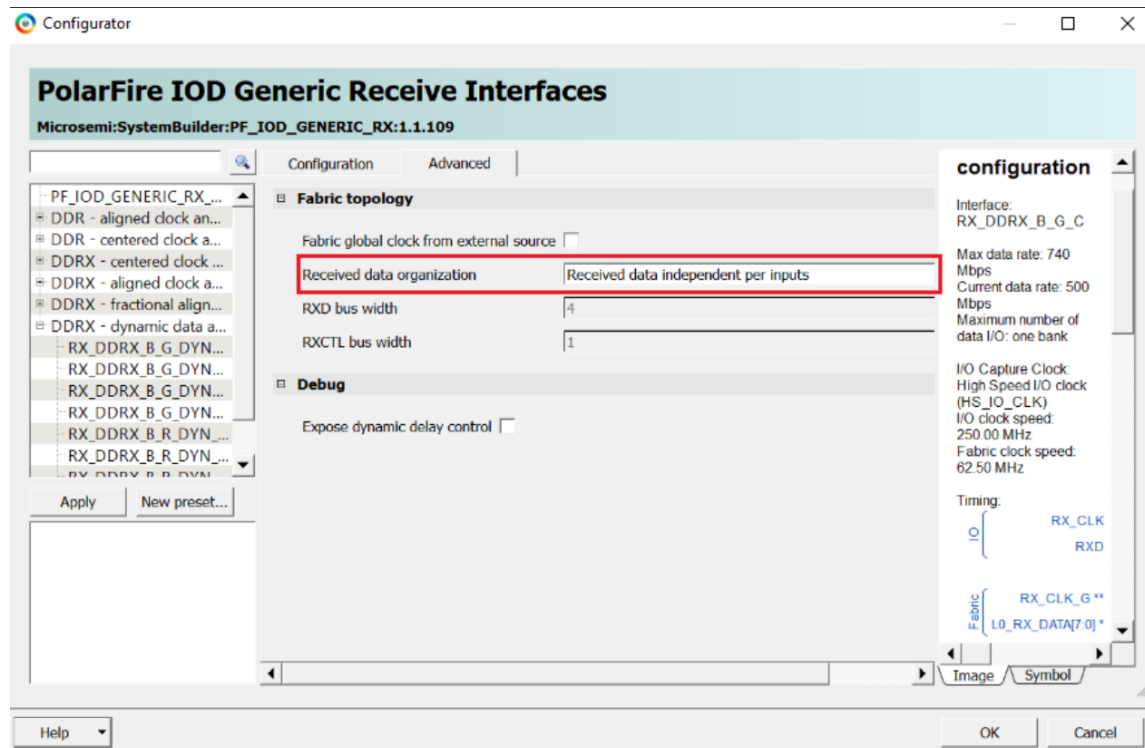 Configurator
PolarFire IOD Generic Receive Interfaces
Microsemi:SystemBuilder:PF_IOD_GENERIC_RX:1.1.109
PF_IOD_GENERIC_RX_...
DDR - aligned clock an...
DDR - centered clock a...
DDRX - centered clock ...
DDRX - aligned clock a...
DDRX - fractional align...
DDRX - dynamic data a...
RX_DDRX_B_G_DYN...
RX_DDRX_B_G_DYN...
RX_DDRX_B_G_DYN...
RX_DDRX_B_G_DYN...
RX_DDRX_B_R_DYN_...
RX_DDRX_B_R_DYN_...
RX_DDRX_B_R_DYN
Apply
New preset...
Configuration
Advanced
Fabric topology
Fabric global clock from external source
Received data organization
Received data independent per inputs
RXD bus width
4
RXCTL bus width
1
Debug
Expose dynamic delay control
configuration
Interface:
RX_DDRX_B_G_C
Max data rate: 740
Mbps
Current data rate: 500
Mbps
Maximum number of
data I/O: one bank
I/O Capture Clock:
High Speed I/O clock
(HS_IO_CLK)
I/O clock speed:
250.00 MHz
Fabric clock speed:
62.50 MHz
Timing:
IO
RX_CLK
RXD
Fabric
RX_CLK_G **
L0_RX_DATA[7:0] *
Image
Symbol
Help
OK
Cancel